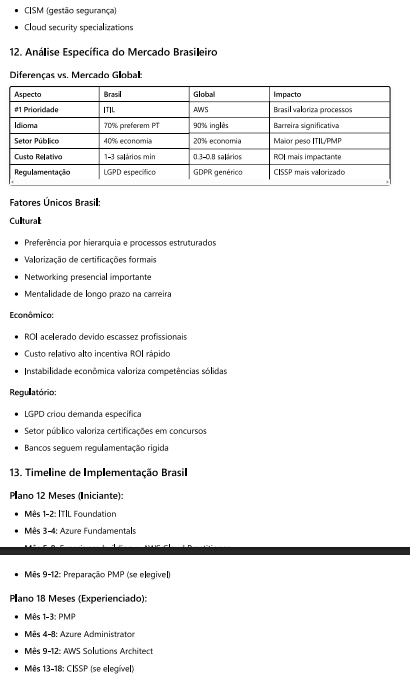 CISM (gestão segurança)
Cloud security specializations
12. Análise Específica do Mercado Brasileiro
Diferenças vs. Mercado Global:
Aspecto Brasil Global Impacto
#1 Prioridade ITIL AWS Brasil valoriza processos
Idioma 70% preferem PT 90% inglês Barreira significativa
Setor Público 40% economia 20% economia Maior peso ITIL/PMP
Custo Relativo 1-3 salários min 0.3-0.8 salários ROI mais impactante
Regulamentação LGPD específico GDPR genérico CISSP mais valorizado
Fatores Únicos Brasil:
Cultural:
Preferência por hierarquia e processos estruturados
Valorização de certificações formais
Networking presencial importante
Mentalidade de longo prazo na carreira
Econômico:
ROI acelerado devido escassez profissionais
Custo relativo alto incentiva ROI rápido
Instabilidade econômica valoriza competências sólidas
Regulatório:
LGPD criou demanda específica
Setor público valoriza certificações em concursos
Bancos seguem regulamentação rígida
13. Timeline de Implementação Brasil
Plano 12 Meses (Iniciante):
Mês 1-2: ITIL Foundation
Mês 3-4: Azure Fundamentals
Mês 9-12: Preparação PMP (se elegível)
Plano 18 Meses (Experienciado):
Mês 1-3: PMP
Mês 4-8: Azure Administrator
Mês 9-12: AWS Solutions Architect
Mês 13-18: CISSP (se elegível)